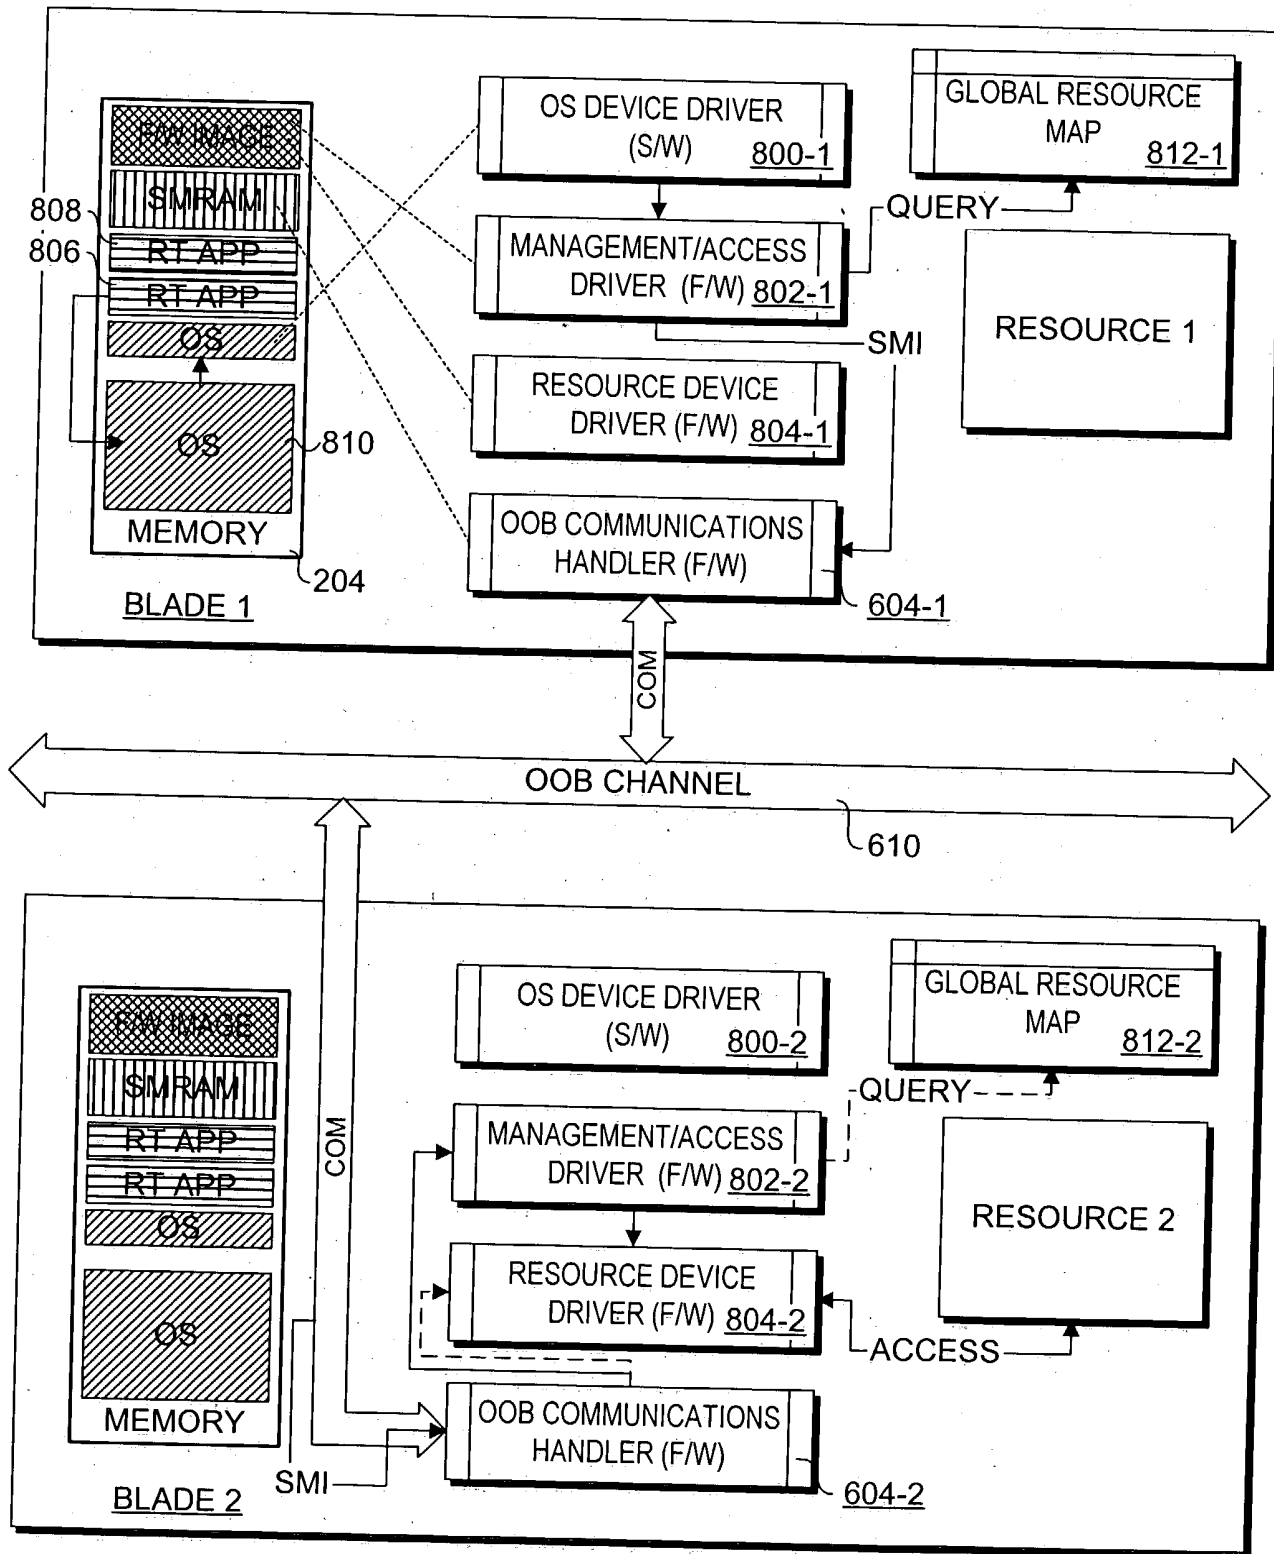 F/W IMAGE
SMRAM
808
RT APP
806
RT APP
OS
OS
810
MEMORY
204
BLADE 1
OS DEVICE DRIVER
(S/W) 800-1
MANAGEMENT/ACCESS
DRIVER (F/W) 802-1
RESOURCE DEVICE
DRIVER (F/W) 804-1
OOB COMMUNICATIONS
HANDLER (F/W)
604-1
GLOBAL RESOURCE
MAP 812-1
QUERY
RESOURCE 1
SMI
COM
OOB CHANNEL
610
F/W IMAGE
SMRAM
RT APP
RT APP
OS
OS
MEMORY
BLADE 2
COM
SMI
OS DEVICE DRIVER
(S/W) 800-2
MANAGEMENT/ACCESS
DRIVER (F/W) 802-2
RESOURCE DEVICE
DRIVER (F/W) 804-2
OOB COMMUNICATIONS
HANDLER (F/W)
604-2
GLOBAL RESOURCE
MAP 812-2
QUERY
RESOURCE 2
ACCESS